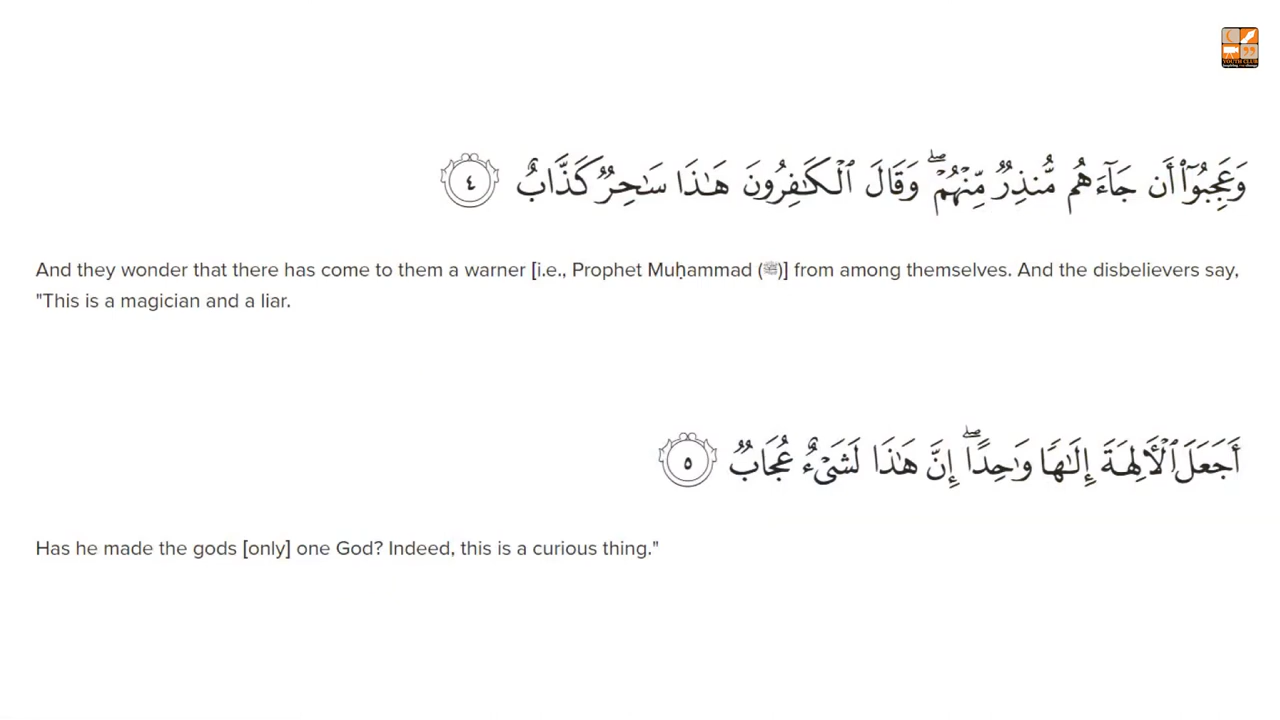 YOUTH CLUB
وَعَجِبُوٓا۟ أَن جَآءَهُم مُّنذِرٌ مِّنْهُمْ ۖ وَقَالَ ٱلْكَـٰفِرُونَ هَـٰذَا سَـٰحِرٌ كَذَّابٌ ٤
And they wonder that there has come to them a warner [i.e., Prophet Muḥammad (ﷺ)] from among themselves. And the disbelievers say,
"This is a magician and a liar.
أَجَعَلَ ٱلْـَٔالِهَةَ إِلَـٰهًا وَٰحِدًا ۖ إِنَّ هَـٰذَا لَشَىْءٌ عُجَابٌ ٥
Has he made the gods [only] one God? Indeed, this is a curious thing."